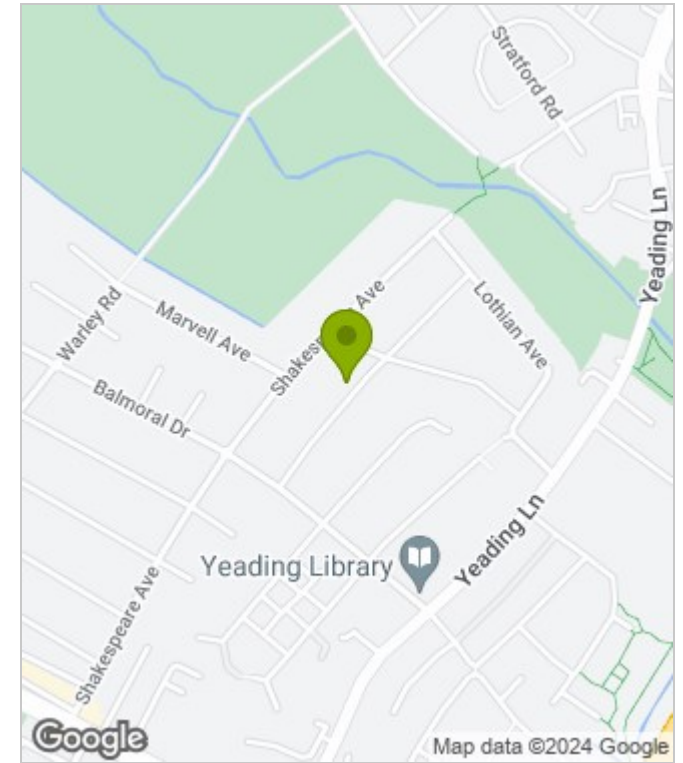 Stratford Rd
Yeading Ln
Lothian Ave
Warley Rd
Marvell Ave
Shakespeare Ave
Balmoral Dr
Yeading Library
Yeading Ln
Shakespeare Ave
Google
Map data ©2024 Google